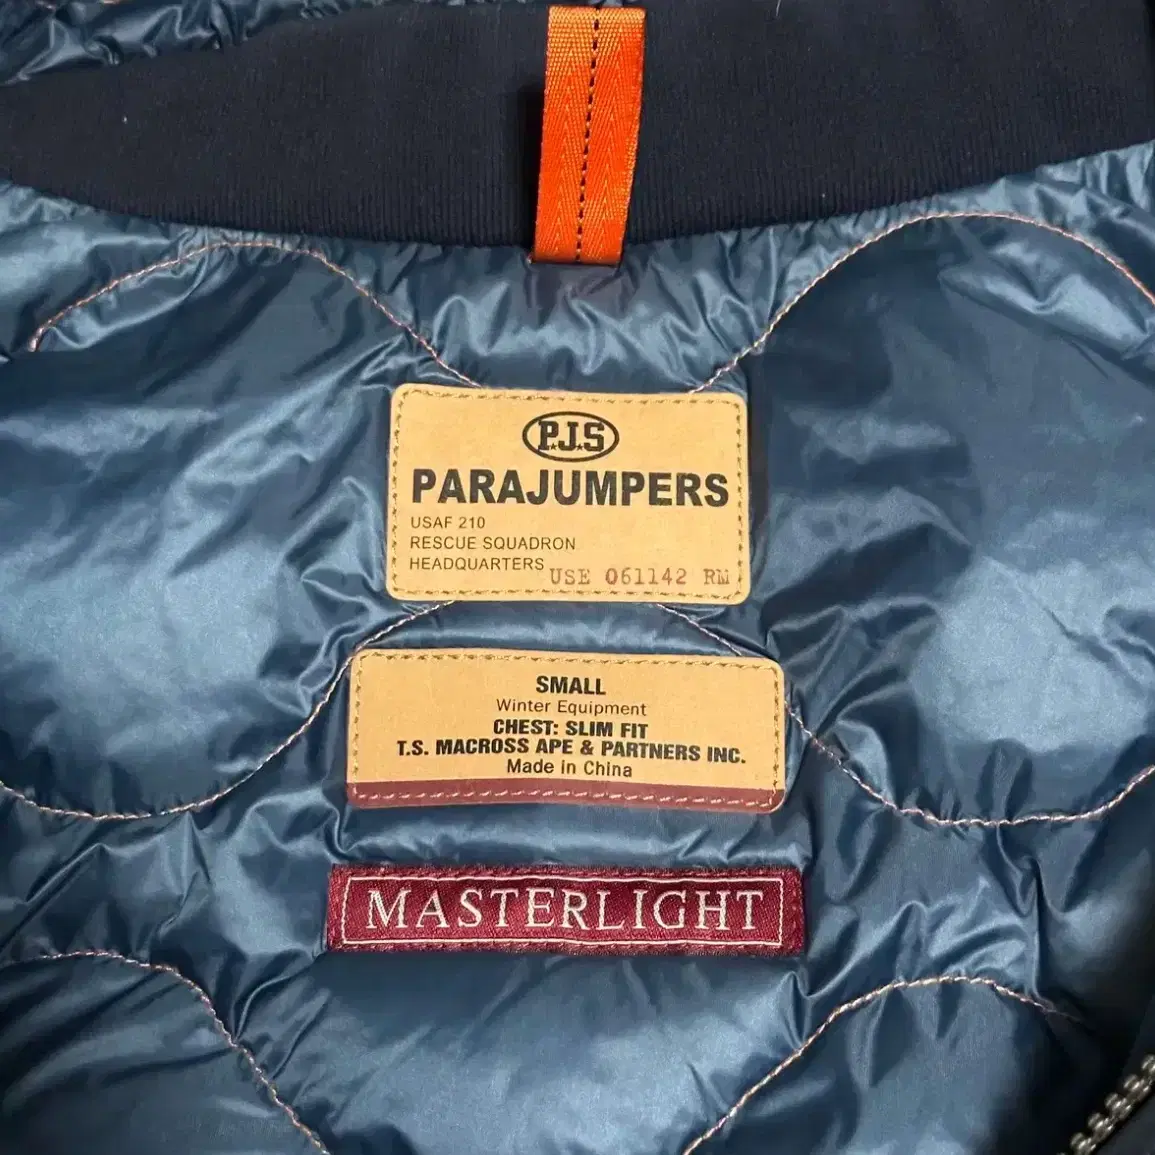 P.J.S
PARAJUMPERS
USAF 210
RESCUE SQUADRON
HEADQUARTERS USE 061142 RM
SMALL
Winter Equipment
CHEST: SLIM FIT
T.S. MACROSS APE & PARTNERS INC.
Made in China
MASTERLIGHT